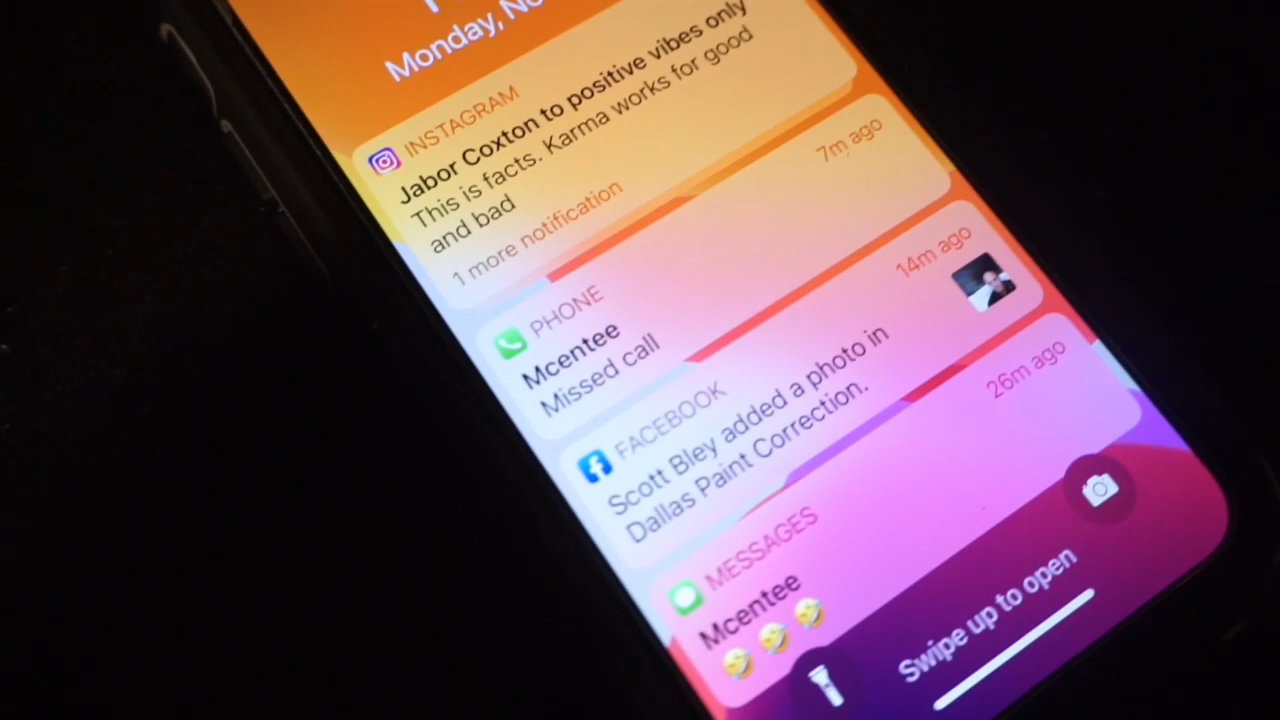 Monday, No
INSTAGRAM
Jabor Coxton to positive vibes only
This is facts. Karma works for good
and bad
1 more notification
PHONE
7m ago
Mcentee
Missed call
FACEBOOK
14m ago
Scott Bley added a photo in
Dallas Paint Correction.
MESSAGES
26m ago
Mcentee
🤣 🤣 🤣
Swipe up to open